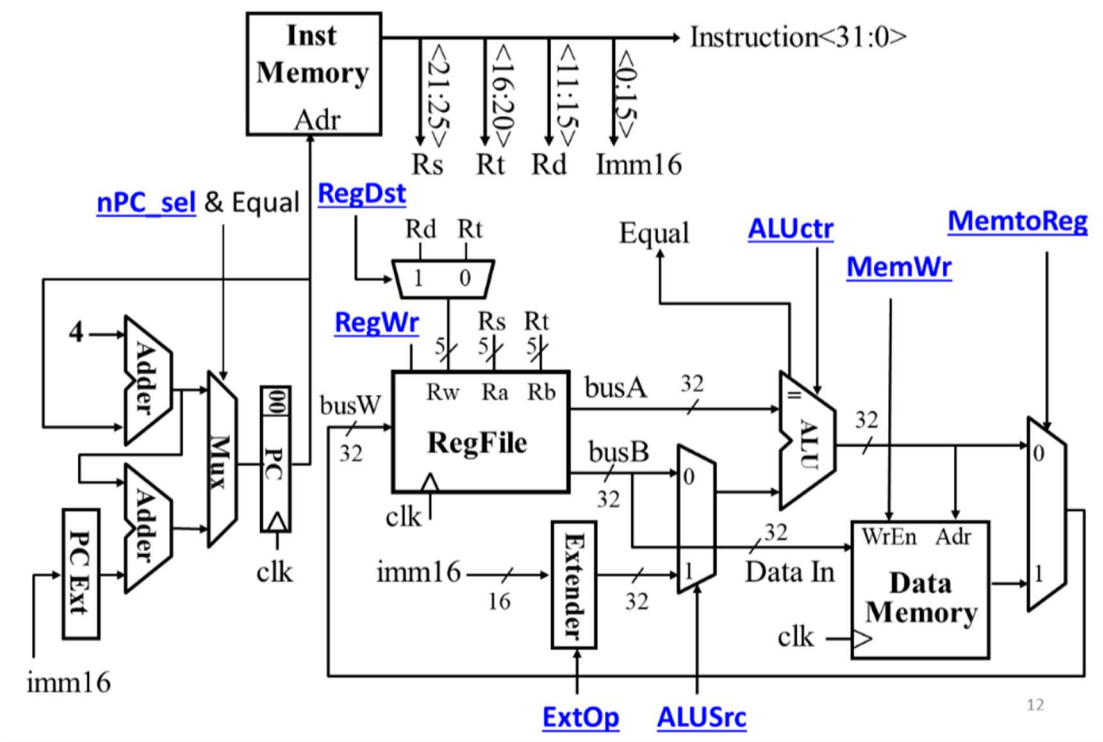 Inst
Memory
Adr
Instruction<31:0>
<21:25>
<16:20>
<11:15>
<0:15>
Rs
Rt
Rd
Imm16
nPC_sel & Equal
RegDst
Rd
Rt
1
0
Equal
ALUctr
MemtoReg
MemWr
RegWr
5
Rs
5
Rt
5
4
Adder
Adder
Mux
00
PC
clk
PC Ext
imm16
busW
32
Rw
Ra
Rb
RegFile
clk
busA
32
busB
32
0
1
=
ALU
32
imm16
16
Extender
32
32
Data In
WrEn
Adr
Data
Memory
clk
0
1
ExtOp
ALUSrc
12